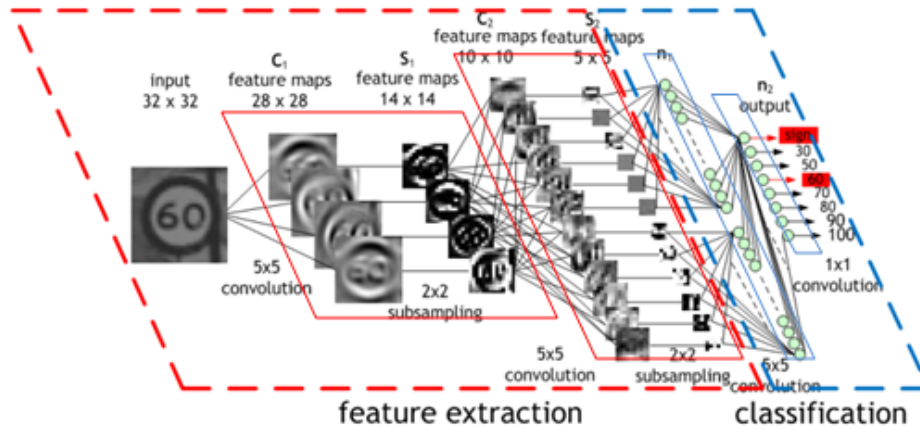 input
32 x 32
C1
feature maps
28 x 28
S1
feature maps
14 x 14
C2
feature maps
10 x 10
S2
feature maps
5 x 5
n1
n2
output
sign
30
50
60
70
80
90
100
60
5x5
convolution
2x2
subsampling
5x5
convolution
2x2
subsampling
5x5
convolution
1x1
convolution
feature extraction
classification